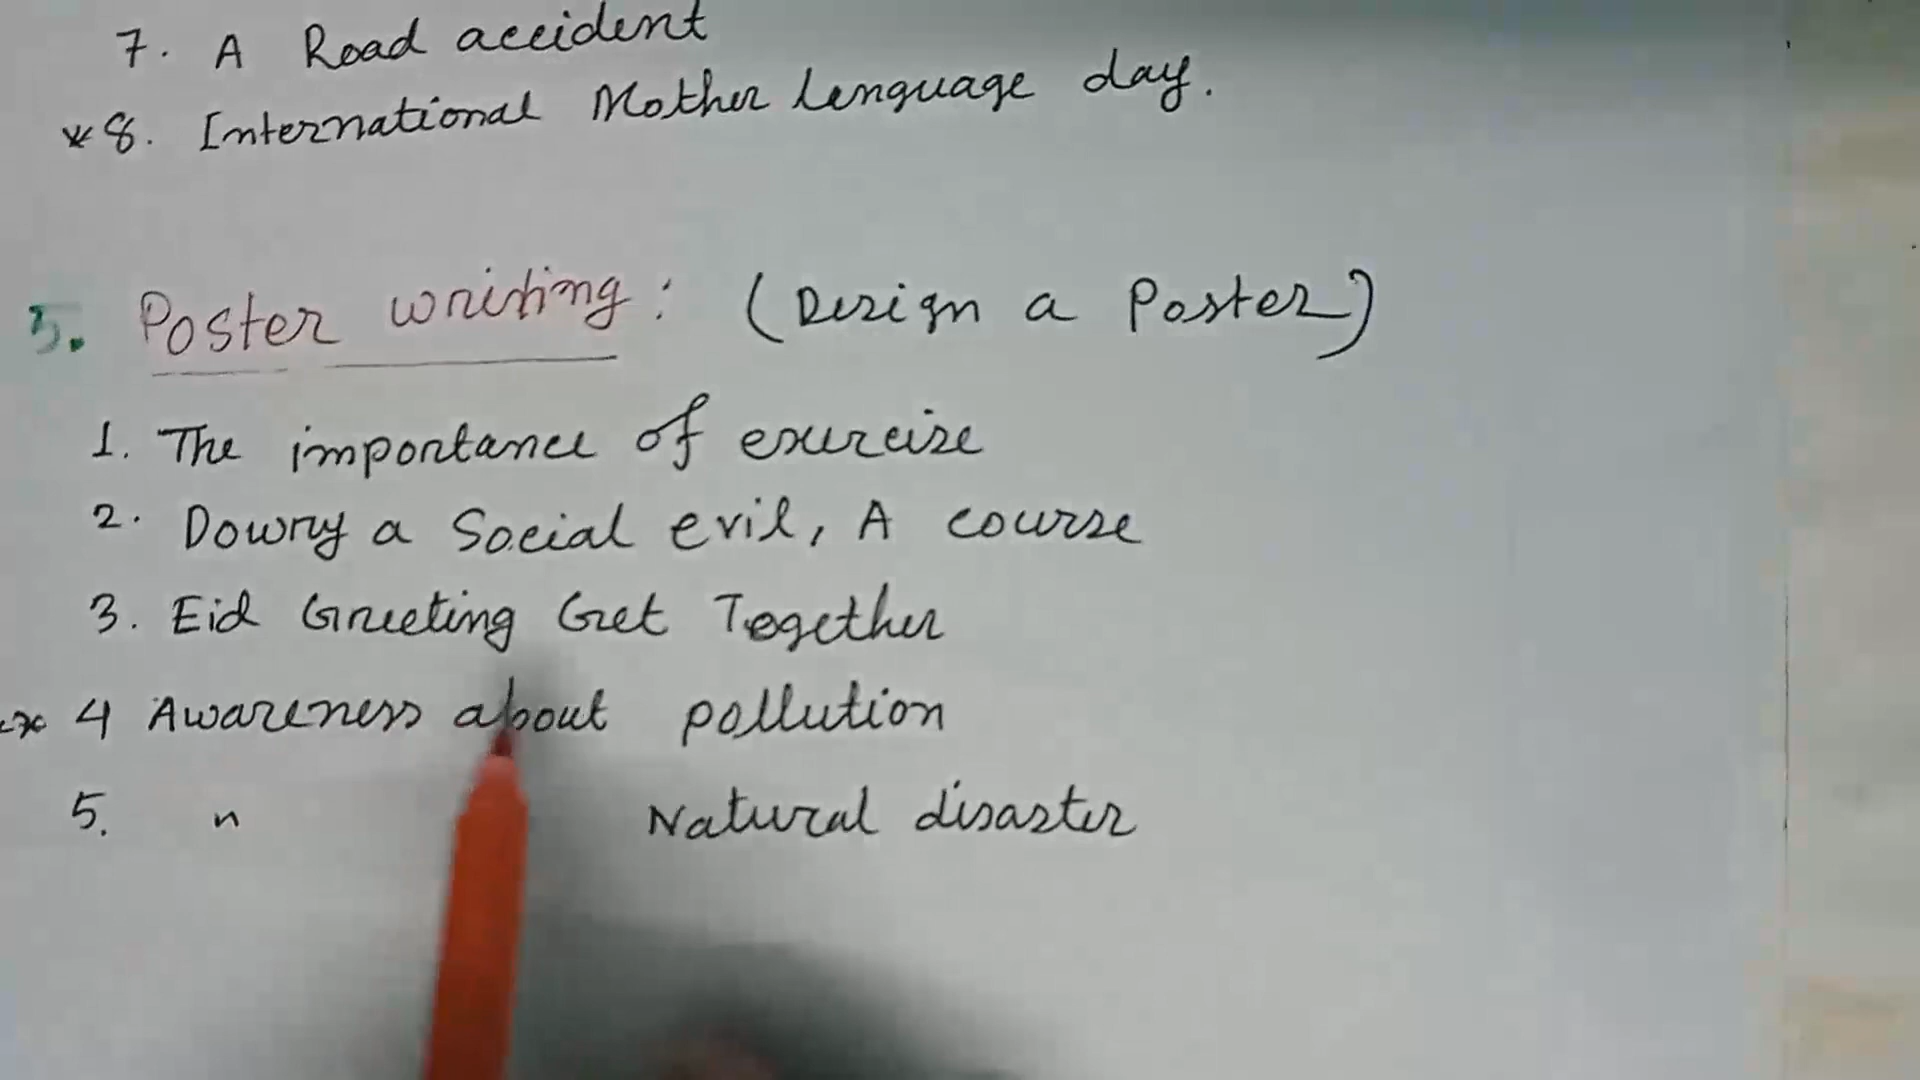 7. A Road accident
*8. International Mother lenguage day.
5. Poster writing: (Design a Poster)
1. The importance of exercise
2. Dowry a Social evil, A course
3. Eid Greeting Get Together
4 Awareness about pollution
5. " Natural disaster